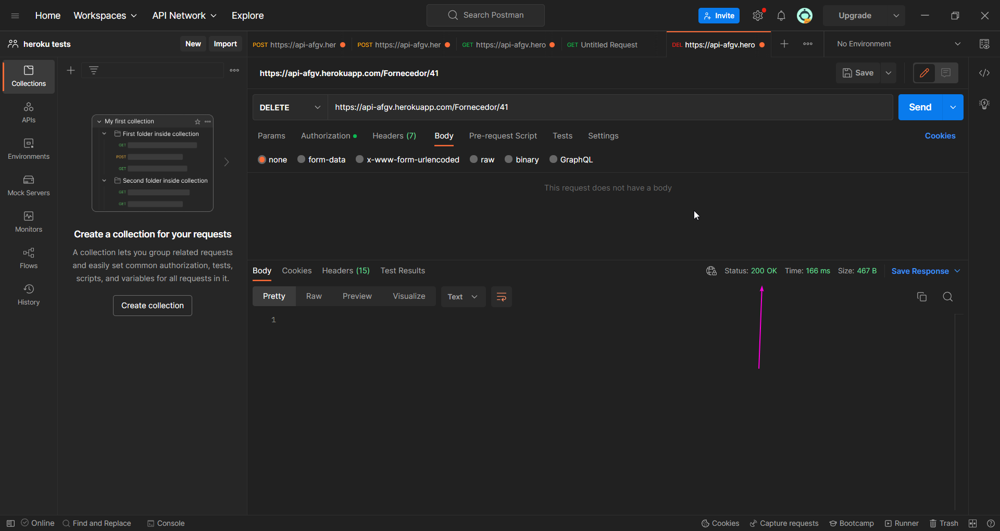 Home Workspaces API Network Explore Search Postman Invite Upgrade
heroku tests New Import
POST https://api-afgv.her POST https://api-afgv.her GET https://api-afgv.hero GET Untitled Request DEL https://api-afgv.hero No Environment
Collections
APIs
Environments
Mock Servers
Monitors
Flows
History
My first collection
First folder inside collection
GET
POST
GET
Second folder inside collection
GET
GET
Create a collection for your requests
A collection lets you group related requests
and easily set common authorization, tests,
scripts, and variables for all requests in it.
Create collection
https://api-afgv.herokuapp.com/Fornecedor/41 Save
DELETE https://api-afgv.herokuapp.com/Fornecedor/41 Send
Params Authorization Headers (7) Body Pre-request Script Tests Settings Cookies
none form-data x-www-form-urlencoded raw binary GraphQL
This request does not have a body
Body Cookies Headers (15) Test Results Status: 200 OK Time: 166 ms Size: 467 B Save Response
Pretty Raw Preview Visualize Text
1
Online Find and Replace Console Cookies Capture requests Bootcamp Runner Trash